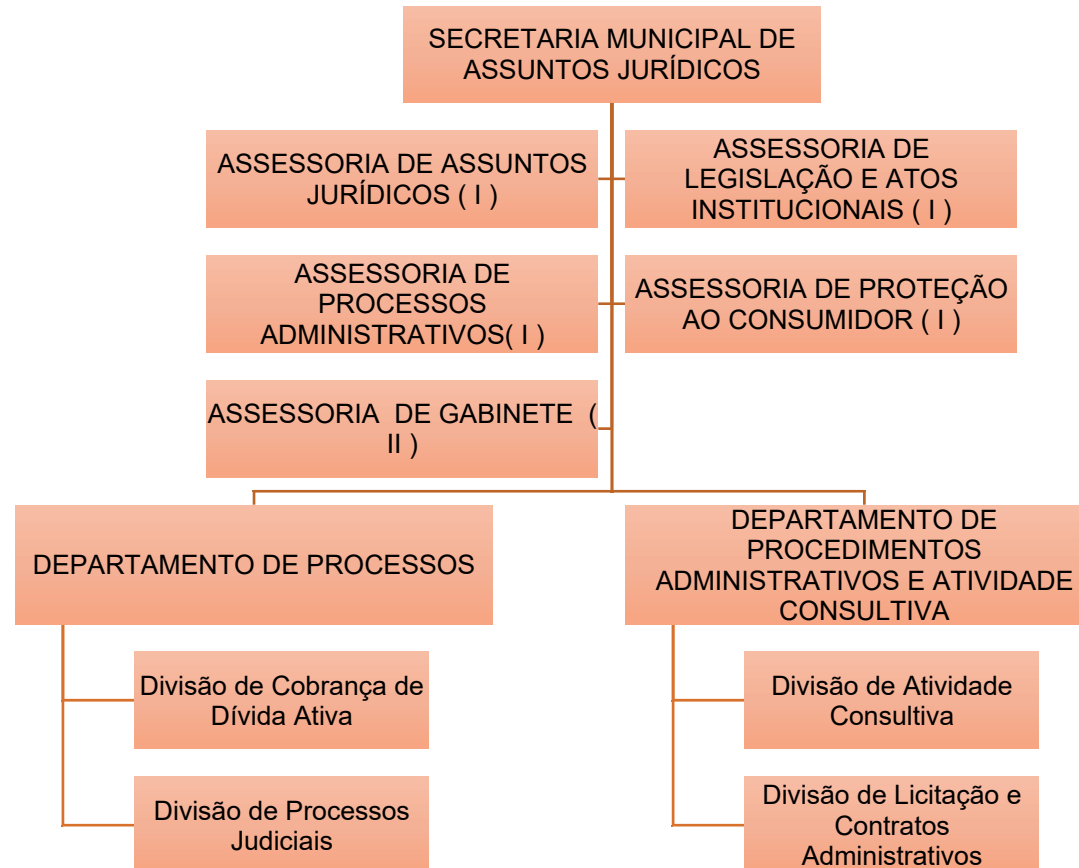 SECRETARIA MUNICIPAL DE
ASSUNTOS JURÍDICOS
ASSESSORIA DE ASSUNTOS
JURÍDICOS ( I )
ASSESSORIA DE
LEGISLAÇÃO E ATOS
INSTITUCIONAIS ( I )
ASSESSORIA DE
PROCESSOS
ADMINISTRATIVOS( I )
ASSESSORIA DE PROTEÇÃO
AO CONSUMIDOR ( I )
ASSESSORIA DE GABINETE (
II )
DEPARTAMENTO DE PROCESSOS
Divisão de Cobrança de
Dívida Ativa
Divisão de Processos
Judiciais
DEPARTAMENTO DE
PROCEDIMENTOS
ADMINISTRATIVOS E ATIVIDADE
CONSULTIVA
Divisão de Atividade
Consultiva
Divisão de Licitação e
Contratos
Administrativos